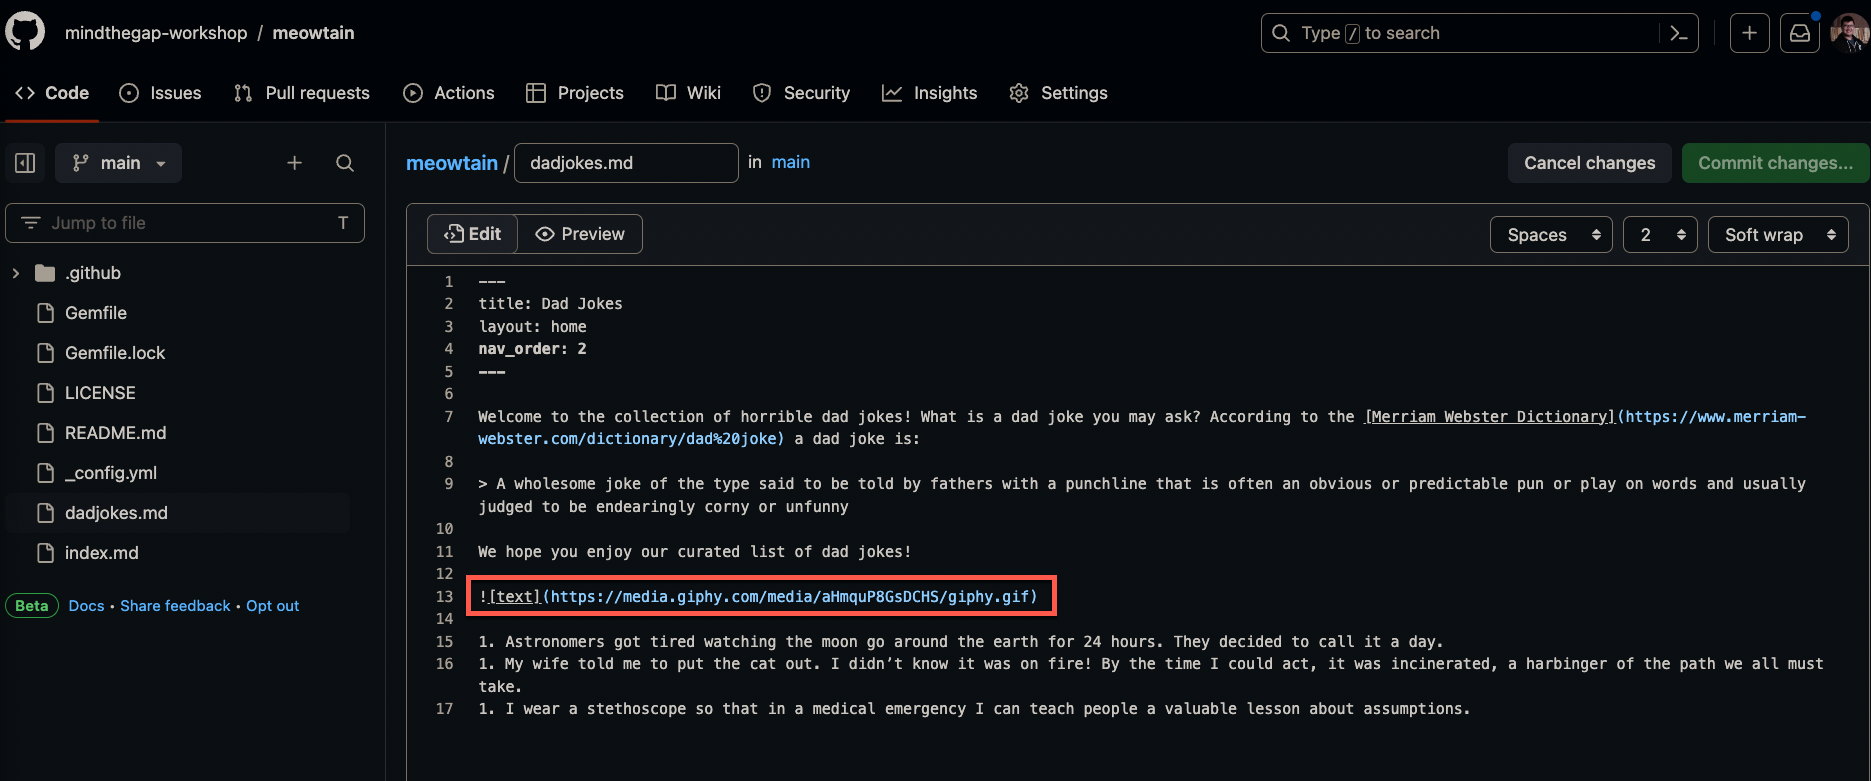 mindthegap-workshop / meowtain
Type / to search
Code Issues Pull requests Actions Projects Wiki Security Insights Settings
main
meowtain / dadjokes.md in main
Cancel changes Commit changes...
Jump to file T
Edit Preview
Spaces 2 Soft wrap
.github
Gemfile
Gemfile.lock
LICENSE
README.md
_config.yml
dadjokes.md
index.md
Beta Docs • Share feedback • Opt out
1 ---
2 title: Dad Jokes
3 layout: home
4 nav_order: 2
5 ---
6
7 Welcome to the collection of horrible dad jokes! What is a dad joke you may ask? According to the [Merriam Webster Dictionary](https://www.merriam-
webster.com/dictionary/dad%20joke) a dad joke is:
8
9 > A wholesome joke of the type said to be told by fathers with a punchline that is often an obvious or predictable pun or play on words and usually
judged to be endearingly corny or unfunny
10
11 We hope you enjoy our curated list of dad jokes!
12
13 ![text](https://media.giphy.com/media/aHmquP8GsDCHS/giphy.gif)
14
15 1. Astronomers got tired watching the moon go around the earth for 24 hours. They decided to call it a day.
16 1. My wife told me to put the cat out. I didn’t know it was on fire! By the time I could act, it was incinerated, a harbinger of the path we all must
take.
17 1. I wear a stethoscope so that in a medical emergency I can teach people a valuable lesson about assumptions.